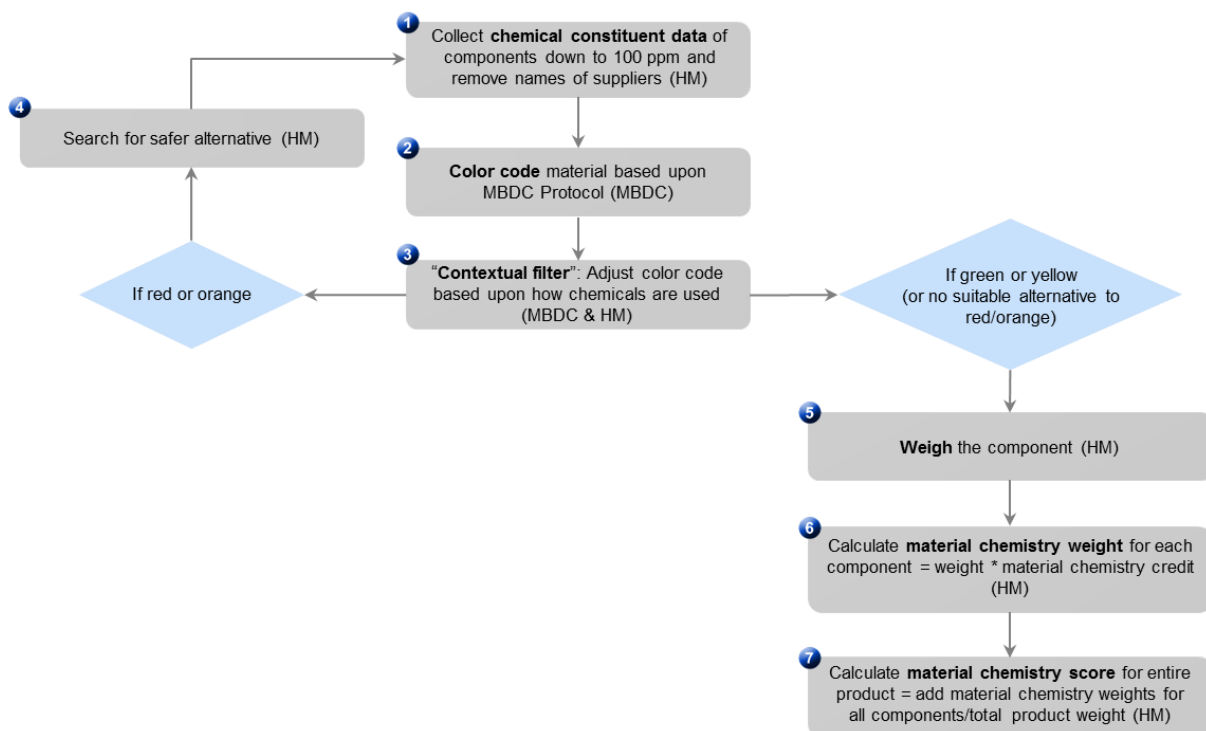 1
Collect chemical constituent data of
components down to 100 ppm and
remove names of suppliers (HM)
4
Search for safer alternative (HM)
2
Color code material based upon
MBDC Protocol (MBDC)
3
“Contextual filter”: Adjust color code
based upon how chemicals are used
(MBDC & HM)
If red or orange
If green or yellow
(or no suitable alternative to
red/orange)
5
Weigh the component (HM)
6
Calculate material chemistry weight for each
component = weight * material chemistry credit
(HM)
7
Calculate material chemistry score for entire
product = add material chemistry weights for
all components/total product weight (HM)